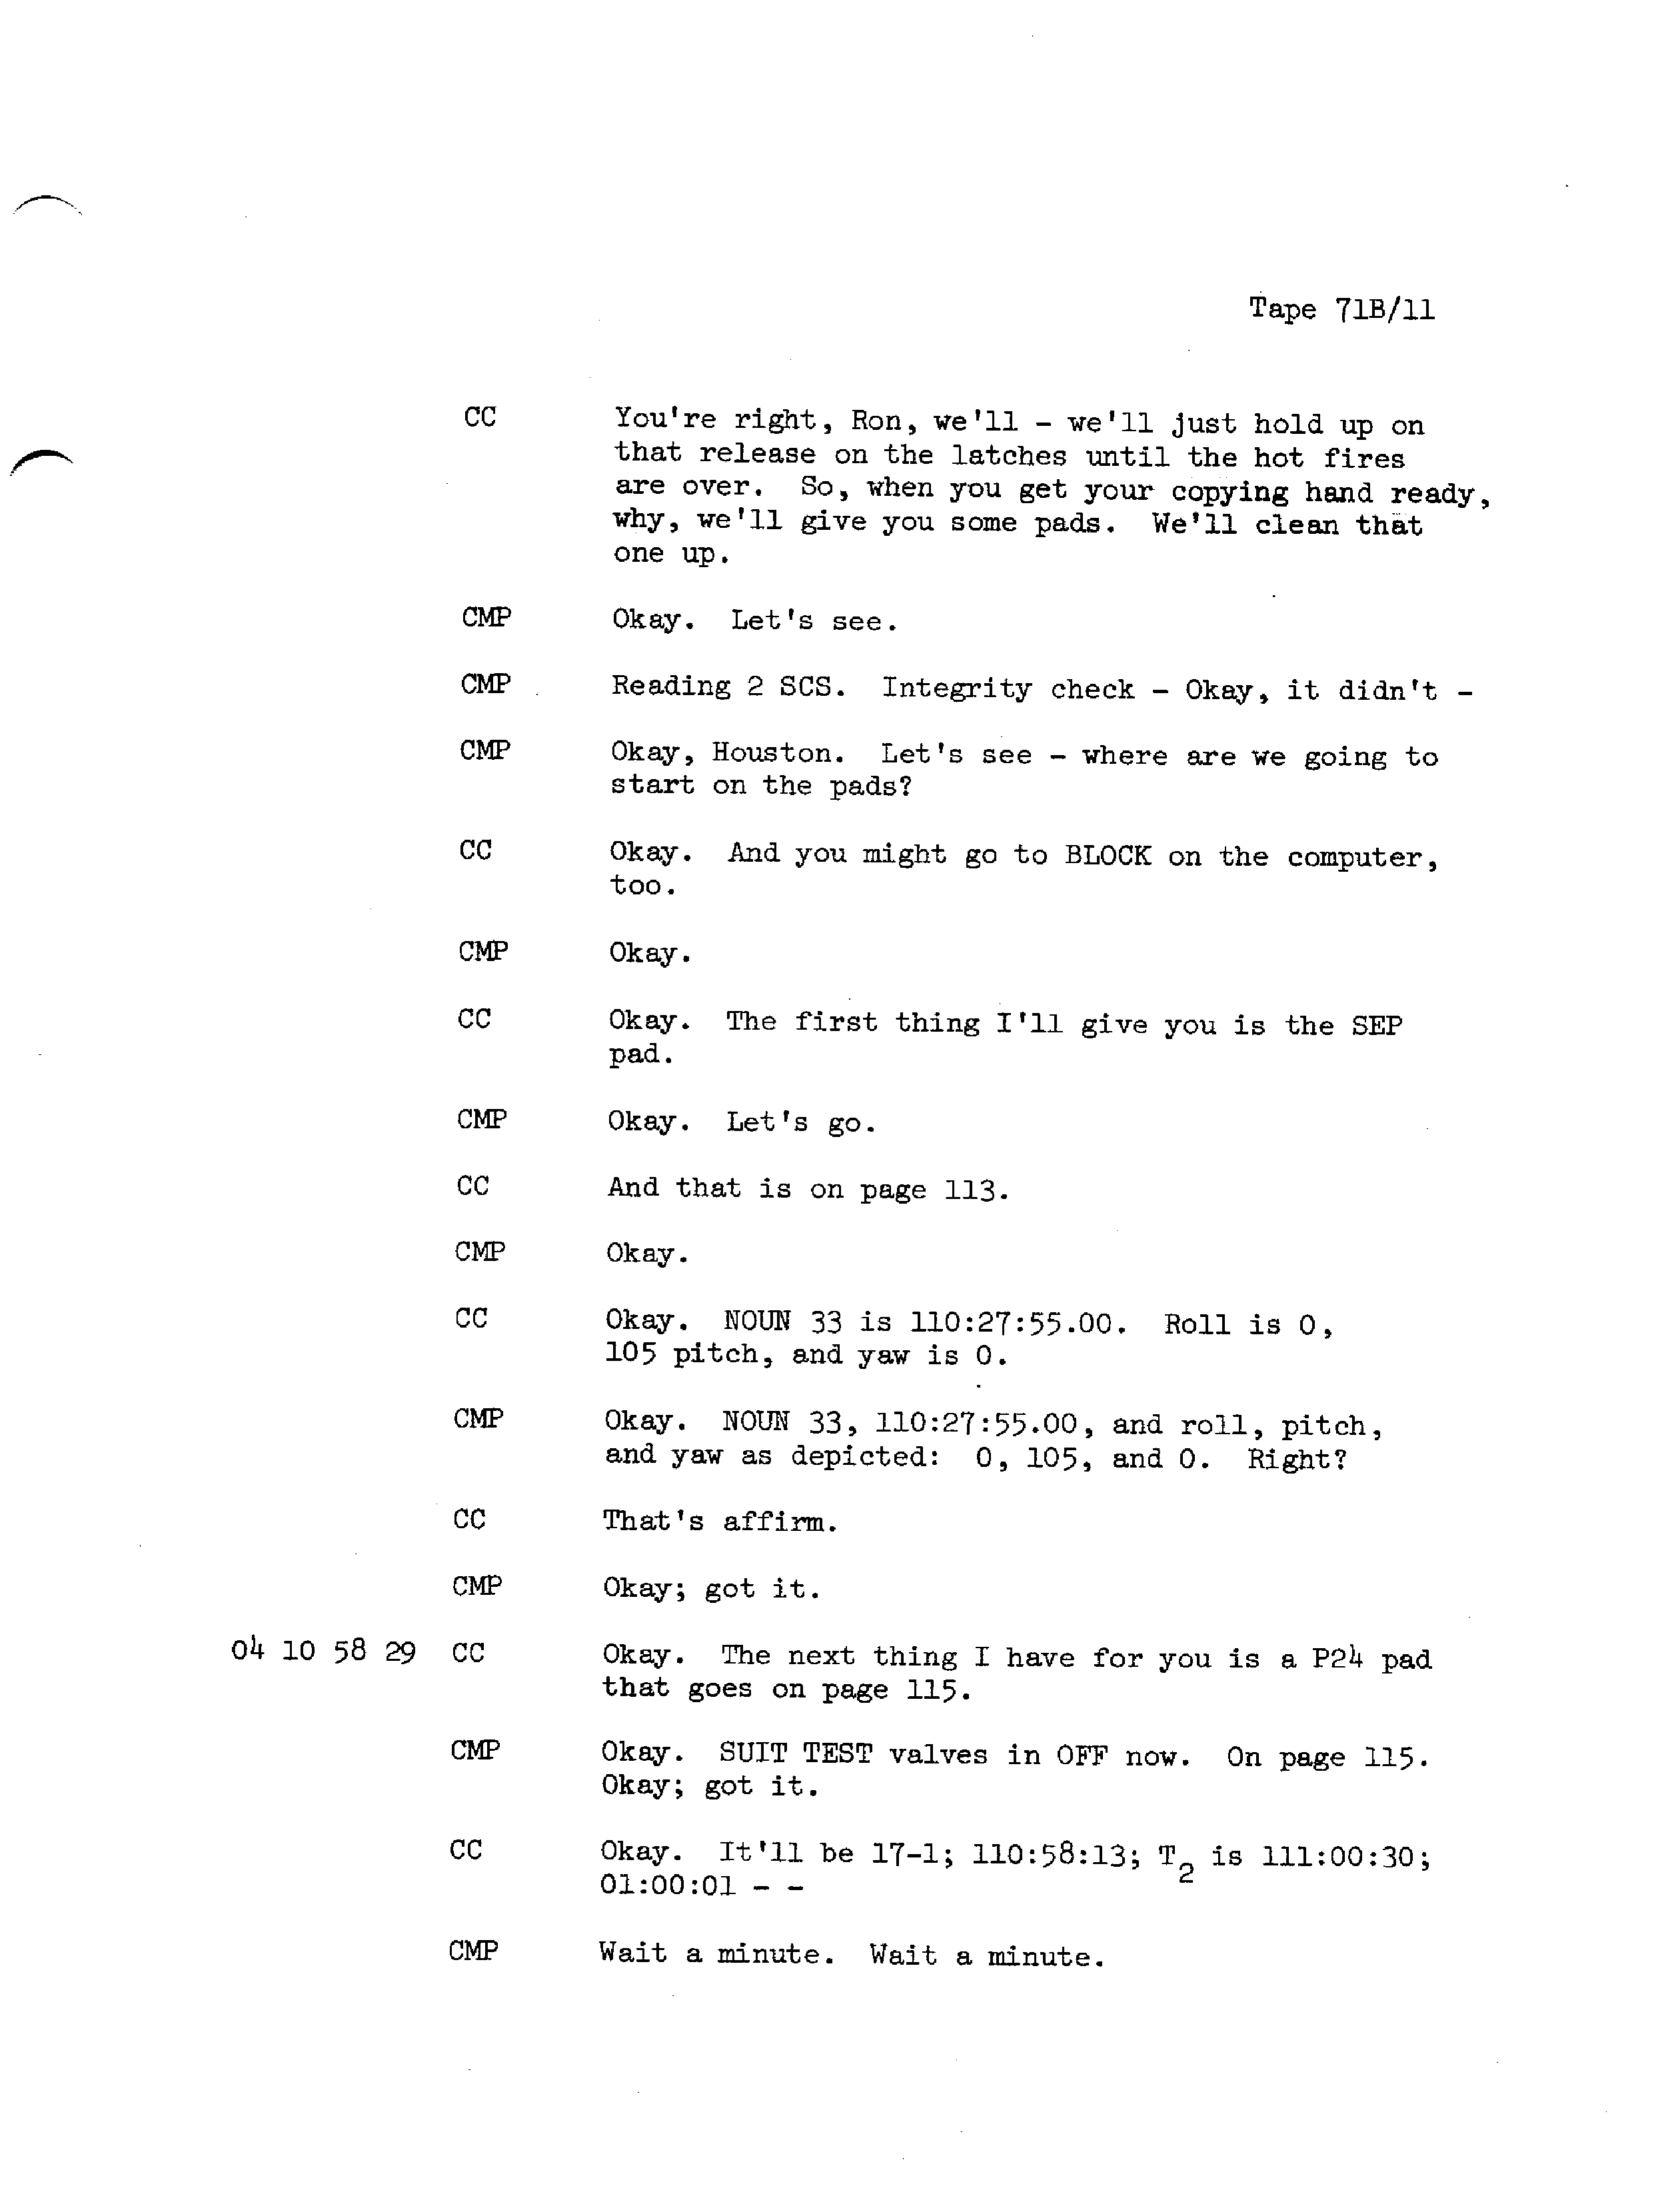 Tape 71B/11
CC You're right, Ron, we'll - we'll just hold up on
that release on the latches until the hot fires
are over. So, when you get your copying hand ready,
why, we'll give you some pads. We'll clean that
one up.
CMP Okay. Let's see.
CMP Reading 2 SCS. Integrity check - Okay, it didn't -
CMP Okay, Houston. Let's see - where are we going to
start on the pads?
CC Okay. And you might go to BLOCK on the computer,
too.
CMP Okay.
CC Okay. The first thing I'll give you is the SEP
pad.
CMP Okay. Let's go.
CC And that is on page 113.
CMP Okay.
CC Okay. NOUN 33 is 110:27:55.00. Roll is 0,
105 pitch, and yaw is 0.
CMP Okay. NOUN 33, 110:27:55.00, and roll, pitch,
and yaw as depicted: 0, 105, and 0. Right?
CC That's affirm.
CMP Okay; got it.
04 10 58 29 CC Okay. The next thing I have for you is a P24 pad
that goes on page 115.
CMP Okay. SUIT TEST valves in OFF now. On page 115.
Okay; got it.
CC Okay. It'll be 17-1; 110:58:13; T2 is 111:00:30;
01:00:01 - -
CMP Wait a minute. Wait a minute.